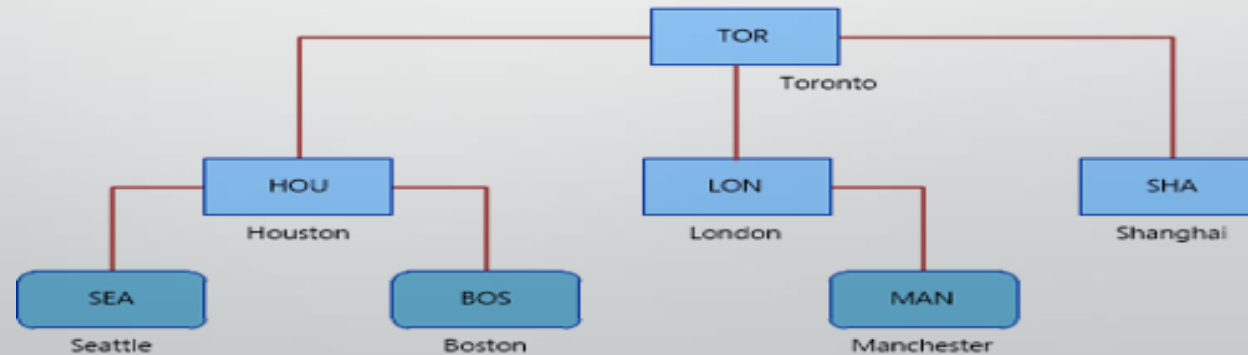 TOR
Toronto
HOU
LON
SHA
Houston
London
Shanghai
SEA
BOS
MAN
Seattle
Boston
Manchester